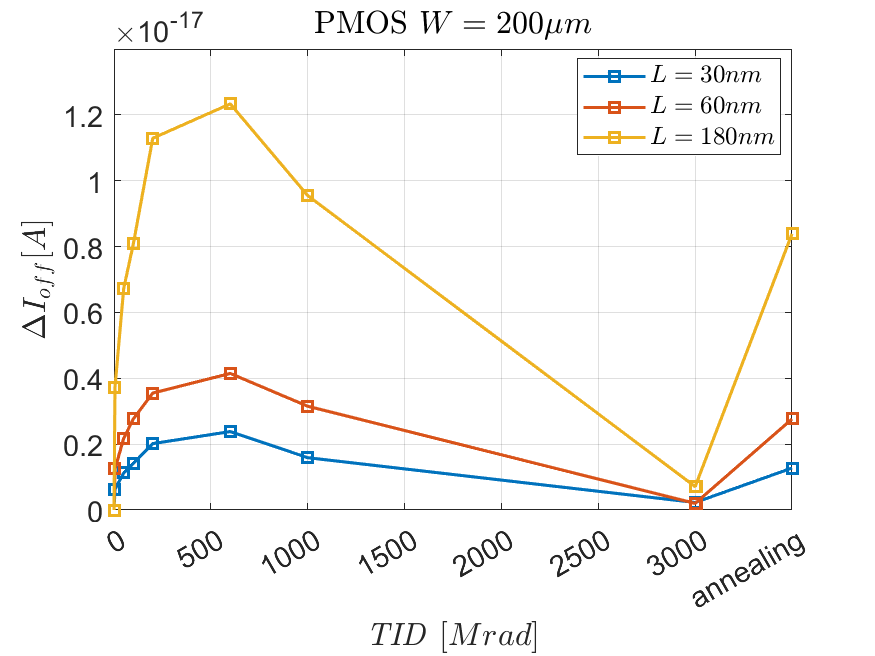 ×10-17
PMOS W = 200μm
L = 30nm
L = 60nm
L = 180nm
1.2
1
0.8
0.6
0.4
0.2
0
ΔIoff[A]
0
500
1000
1500
2000
2500
3000
annealing
TID [Mrad]